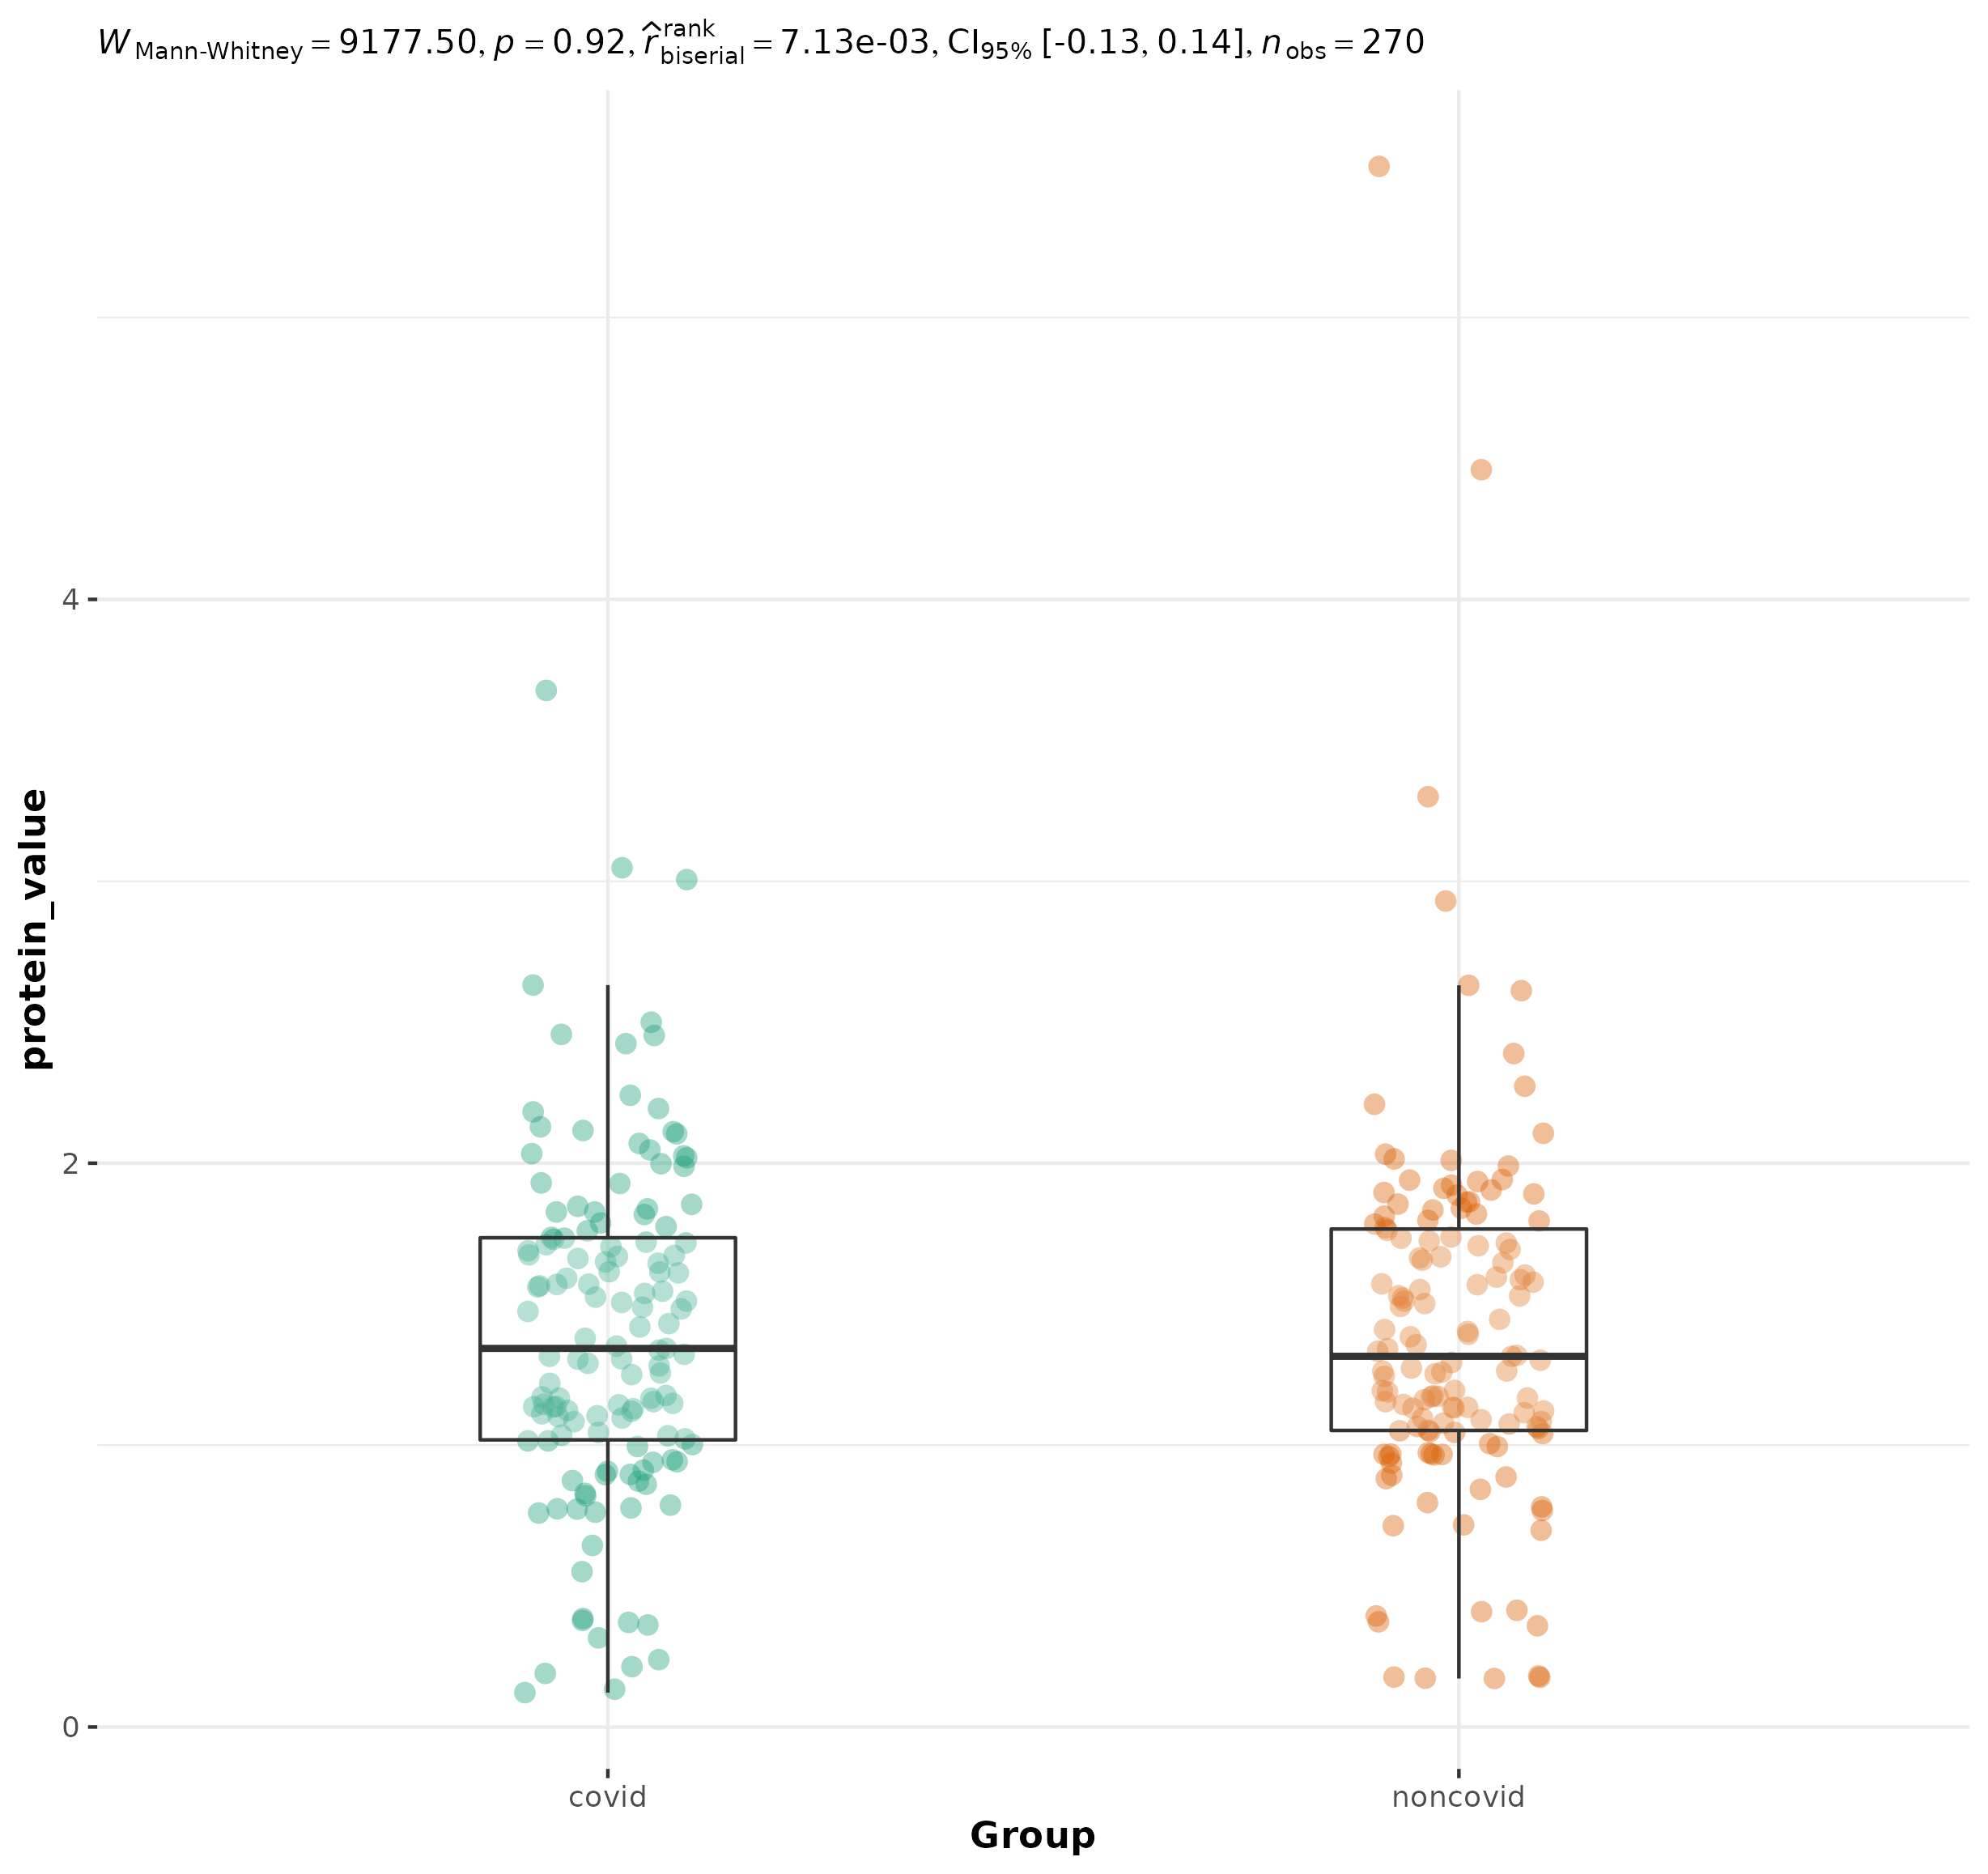 W Mann-Whitney = 9177.50, p = 0.92, r̂ rank biserial = 7.13e-03, CI95% [-0.13, 0.14], n obs = 270
protein_value
4
2
0
covid noncovid
Group